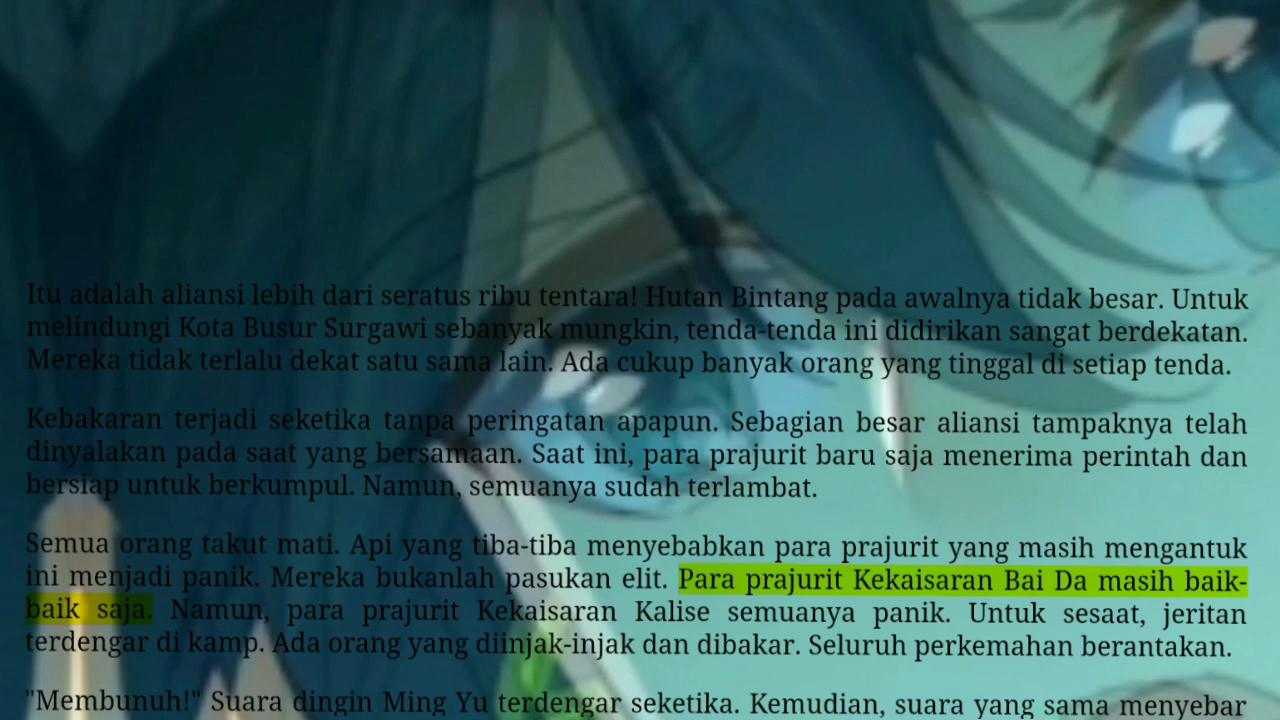 Itu adalah aliansi lebih dari seratus ribu tentara! Hutan Bintang pada awalnya tidak besar. Untuk
melindungi Kota Busur Surgawi sebanyak mungkin, tenda-tenda ini didirikan sangat berdekatan.
Mereka tidak terlalu dekat satu sama lain. Ada cukup banyak orang yang tinggal di setiap tenda.
Kebakaran terjadi seketika tanpa peringatan apapun. Sebagian besar aliansi tampaknya telah
dinyalakan pada saat yang bersamaan. Saat ini, para prajurit baru saja menerima perintah dan
bersiap untuk berkumpul. Namun, semuanya sudah terlambat.
Semua orang takut mati. Api yang tiba-tiba menyebabkan para prajurit yang masih mengantuk
ini menjadi panik. Mereka bukanlah pasukan elit. Para prajurit Kekaisaran Bai Da masih baik-
baik saja. Namun, para prajurit Kekaisaran Kalise semuanya panik. Untuk sesaat, jeritan
terdengar di kamp. Ada orang yang diinjak-injak dan dibakar. Seluruh perkemahan berantakan.
"Membunuh!" Suara dingin Ming Yu terdengar seketika. Kemudian, suara yang sama menyebar